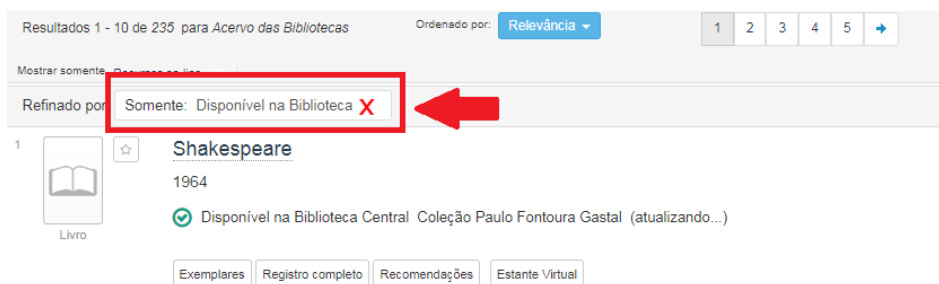 Resultados 1 - 10 de 235 para Acervo das Bibliotecas Ordenado por: Relevância 1 2 3 4 5
Mostrar somente
Refinado por Somente: Disponível na Biblioteca X
1 Shakespeare
1964
Disponível na Biblioteca Central Coleção Paulo Fontoura Gastal (atualizando...)
Livro
Exemplares Registro completo Recomendações Estante Virtual